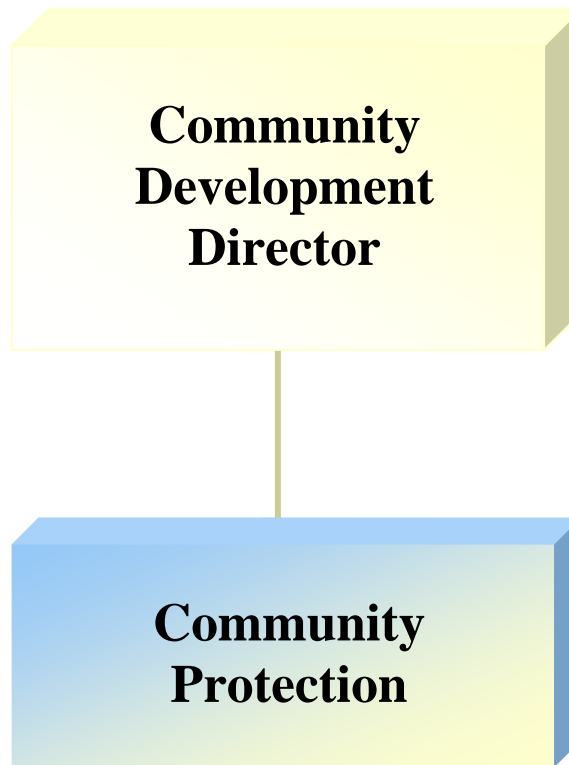 Community
Development
Director
Community
Protection